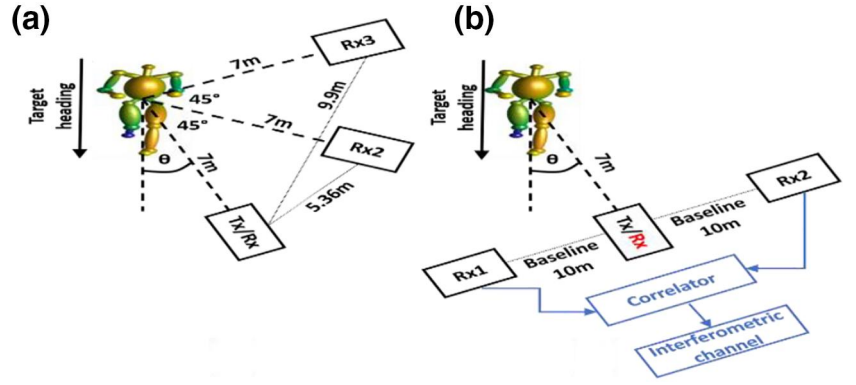 (a)
Target
heading
7m
Rx3
45°
45°
7m
9.9m
Rx2
θ
7m
5.36m
Tx/Rx
(b)
Target
heading
θ
7m
Rx2
Tx/Rx
Baseline
10m
Rx1
Baseline
10m
Correlator
Interferometric
channel